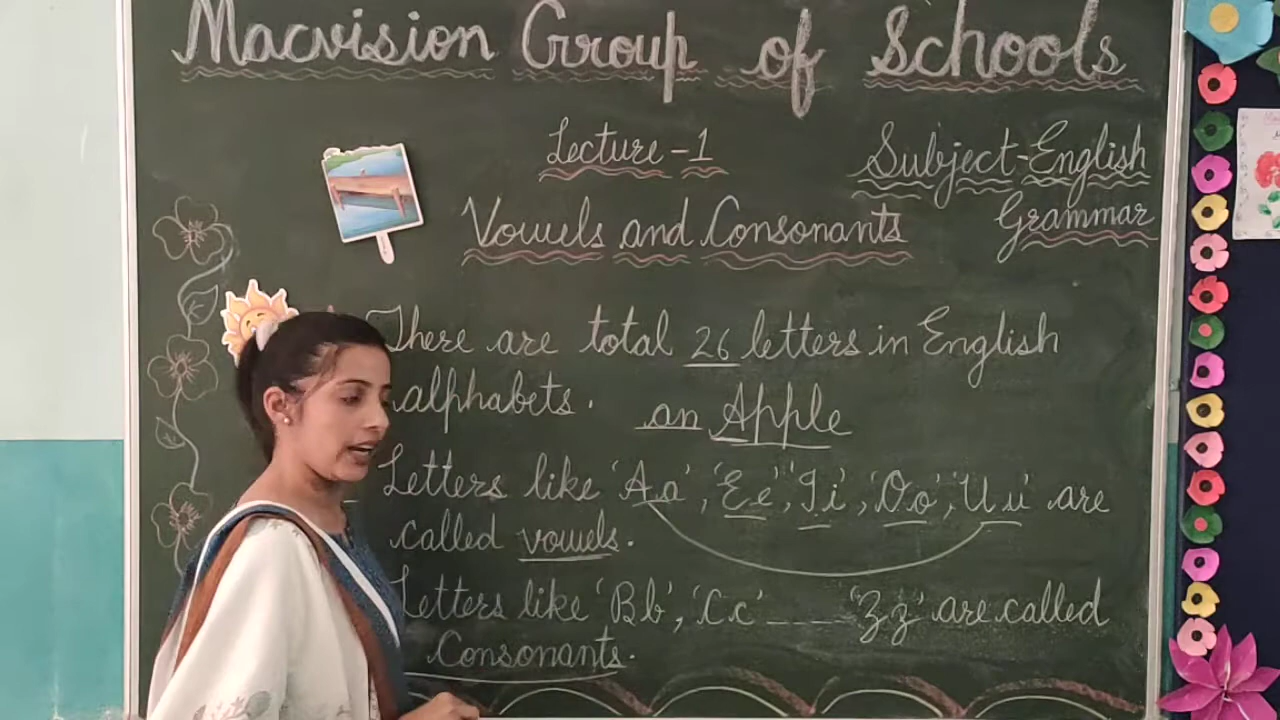 Macvision Group of Schools
Lecture-1
Subject-English
Grammar
Vowels and Consonants
There are total 26 letters in English
alphabets.
an Apple
Letters like 'Aa', 'Ee', 'Ii', 'Oo', 'Uu' are
called vowels.
Letters like 'Bb', 'Cc' ---- 'Zz' are called
Consonants.